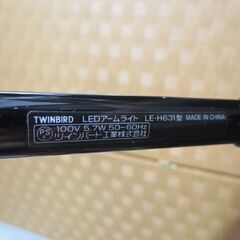 TWINBIRD LEDアームライト LE-H631型 MADE IN CHINA
PS E 100V 5.7W 50-60Hz
ツインバード工業株式会社